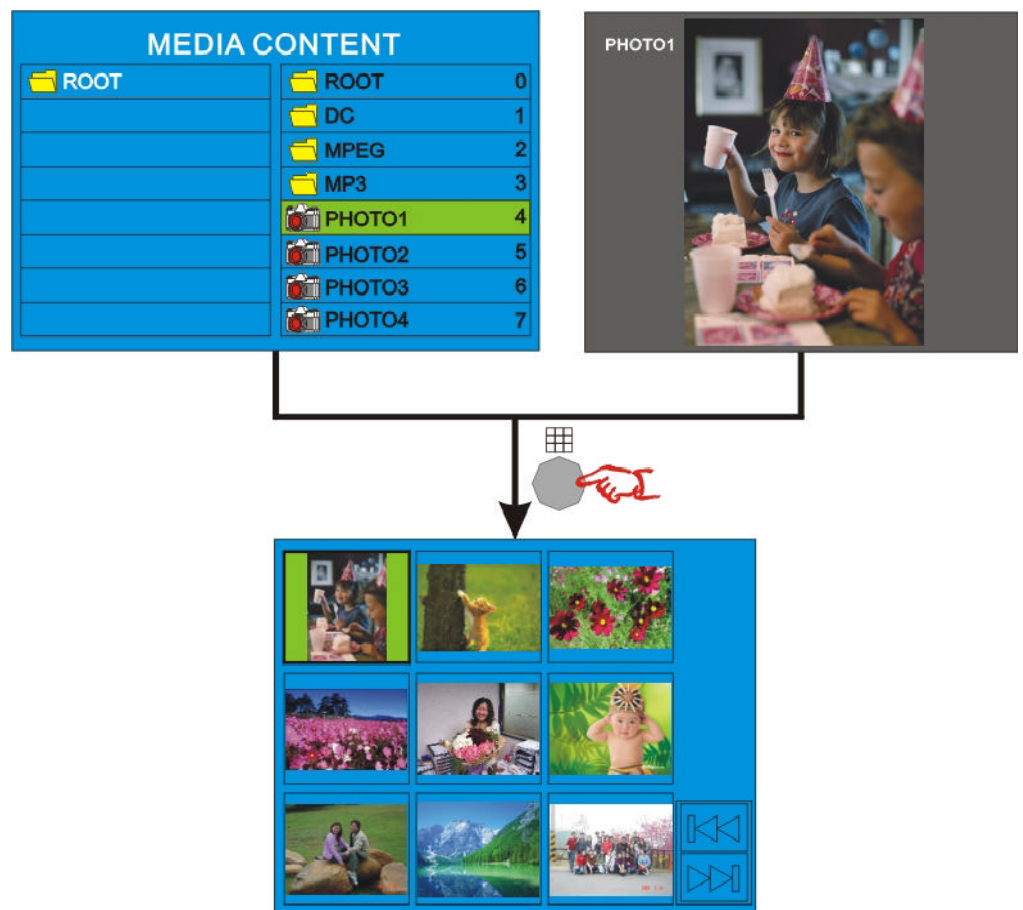 MEDIA CONTENT
ROOT
ROOT 0
DC 1
MPEG 2
MP3 3
PHOTO1 4
PHOTO2 5
PHOTO3 6
PHOTO4 7
PHOTO1